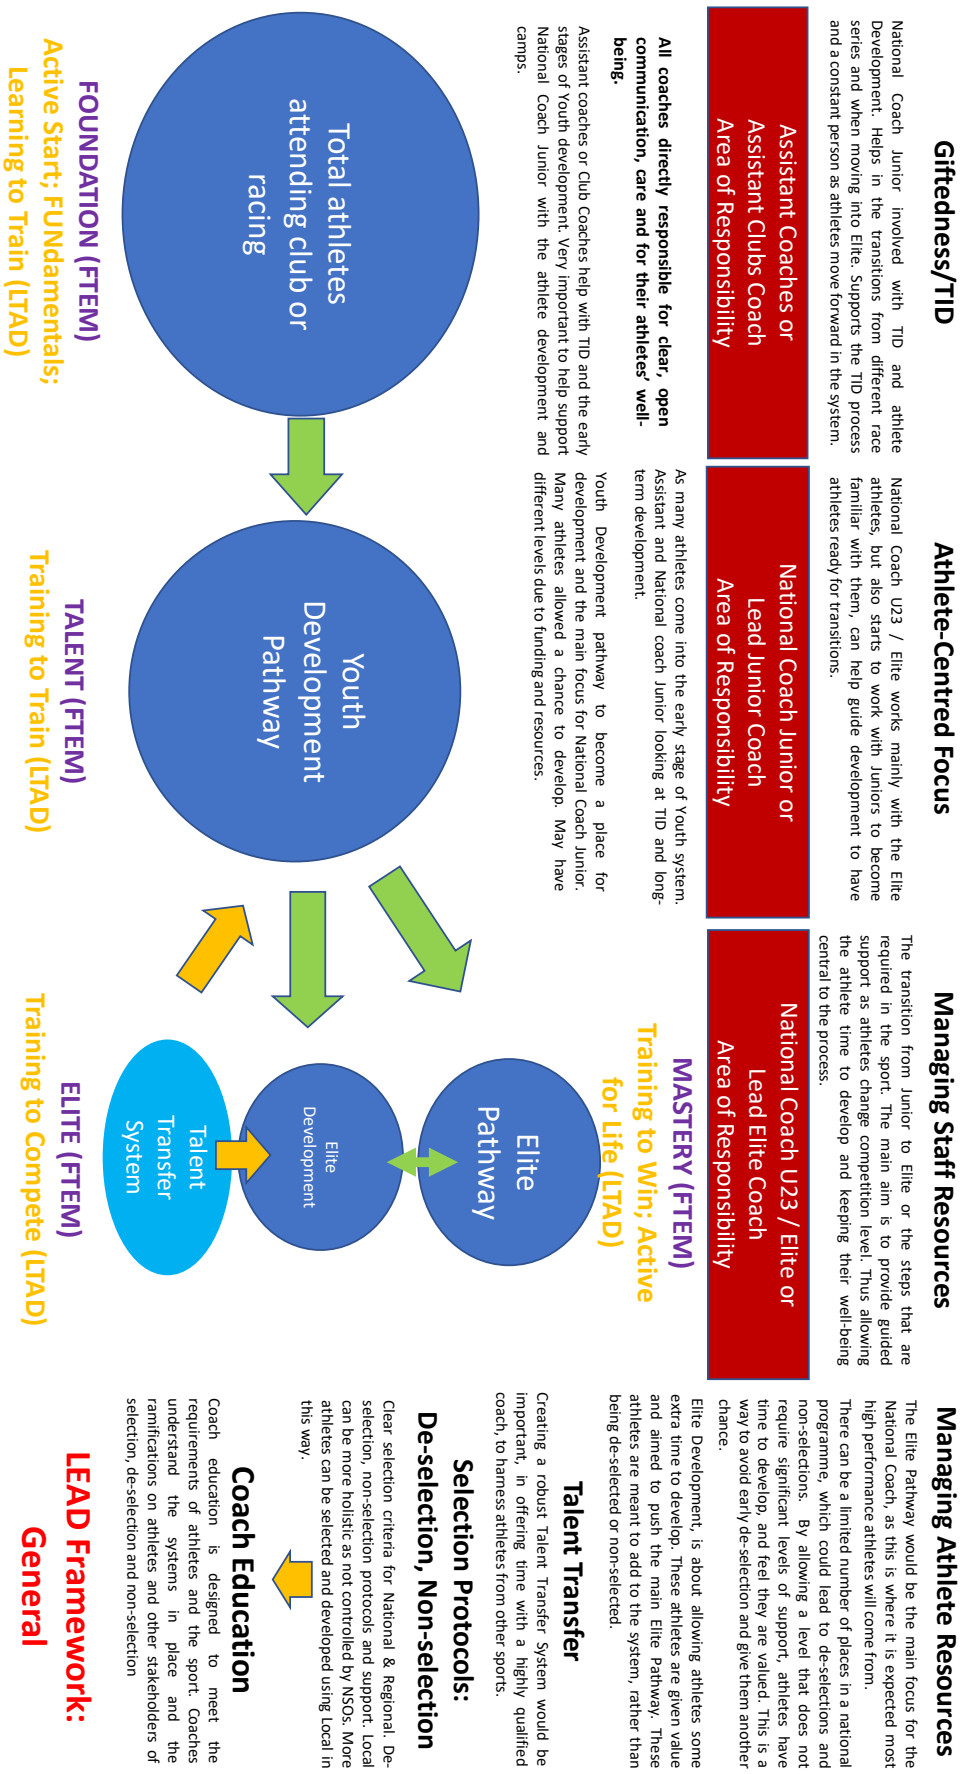 Giftedness/TID
National Coach Junior involved with TID and athlete
Development. Helps in the transitions from different race
series and when moving into Elite. Supports the TID process
and a constant person as athletes move forward in the system.
Athlete-Centred Focus
National Coach U23 / Elite works mainly with the Elite
athletes, but also starts to work with Juniors to become
familiar with them, can help guide development to have
athletes ready for transitions.
Managing Staff Resources
The transition from Junior to Elite or the steps that are
required in the sport. The main aim is to provide guided
support as athletes change competition level. Thus allowing
the athlete time to develop and keeping their well-being
central to the process.
Managing Athlete Resources
The Elite Pathway would be the main focus for the
National Coach, as this is where it is expected most
high performance athletes will come from.
There can be a limited number of places in a national
programme, which could lead to de-selections and
non-selections. By allowing a level that does not
require significant levels of support, athletes have
time to develop, and feel they are valued. This is a
way to avoid early de-selection and give them another
chance.
Elite Development, is about allowing athletes some
extra time to develop. These athletes are given value
and aimed to push the main Elite Pathway. These
athletes are meant to add to the system, rather than
being de-selected or non-selected.
Assistant Coaches or
Assistant Clubs Coach
Area of Responsibility
National Coach Junior or
Lead Junior Coach
Area of Responsibility
National Coach U23 / Elite or
Lead Elite Coach
Area of Responsibility
All coaches directly responsible for clear, open
communication, care and for their athletes’ well-
being.
Assistant coaches or Club Coaches help with TID and the early
stages of Youth development. Very important to help support
National Coach Junior with the athlete development and
camps.
As many athletes come into the early stage of Youth system.
Assistant and National coach Junior looking at TID and long-
term development.
Youth Development pathway to become a place for
development and the main focus for National Coach Junior.
Many athletes allowed a chance to develop. May have
different levels due to funding and resources.
MASTERY (FTEM)
Training to Win; Active
for Life (LTAD)
Talent Transfer
Creating a robust Talent Transfer System would be
important, in offering time with a highly qualified
coach, to harness athletes from other sports.
Selection Protocols:
De-selection, Non-selection
Clear selection criteria for National & Regional. De-
selection, non-selection protocols and support. Local
can be more holistic as not controlled by NSOs. More
athletes can be selected and developed using Local in
this way.
Total athletes
attending club or
racing
Youth
Development
Pathway
Elite
Pathway
Elite
Development
Talent
Transfer
System
Coach Education
Coach education is designed to meet the
requirements of athletes and the sport. Coaches
understand the systems in place and the
ramifications on athletes and other stakeholders of
selection, de-selection and non-selection
FOUNDATION (FTEM)
Active Start; FUNdamentals;
Learning to Train (LTAD)
TALENT (FTEM)
Training to Train (LTAD)
ELITE (FTEM)
Training to Compete (LTAD)
LEAD Framework:
General